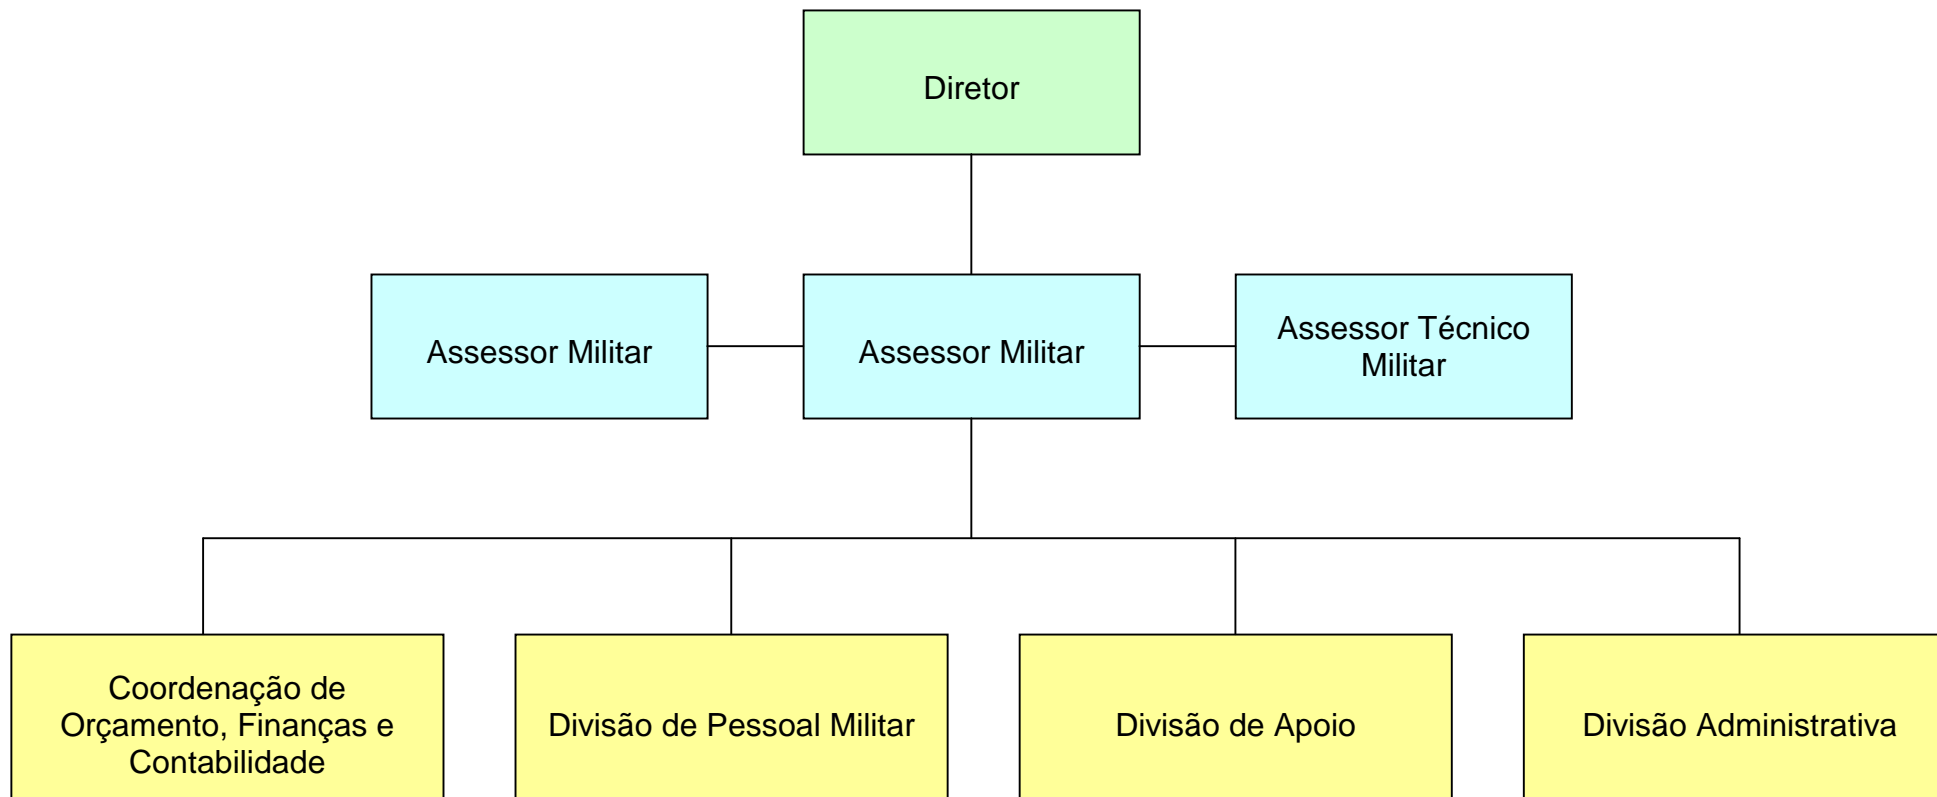 Diretor
Assessor Militar
Assessor Militar
Assessor Técnico
Militar
Coordenação de
Orçamento, Finanças e
Contabilidade
Divisão de Pessoal Militar
Divisão de Apoio
Divisão Administrativa